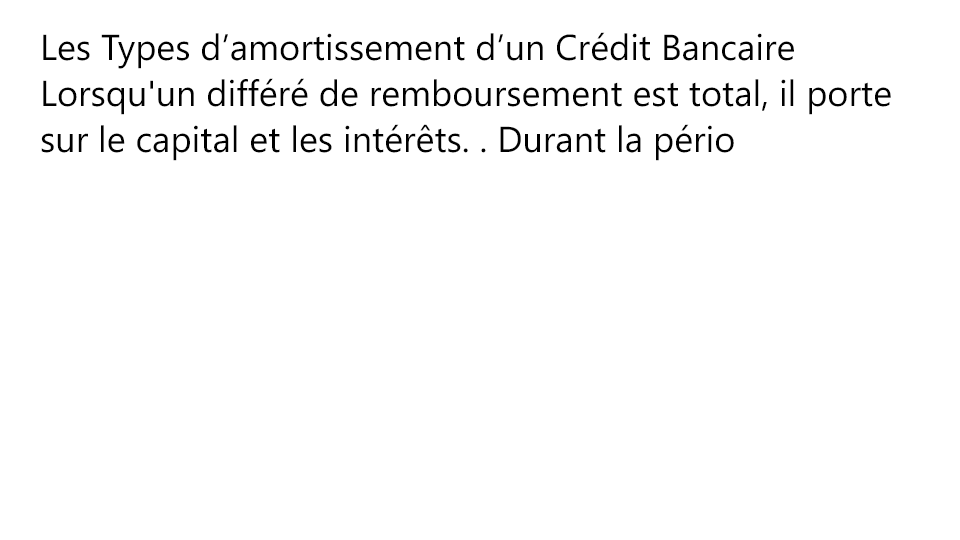 Les Types d’amortissement d’un Crédit Bancaire
Lorsqu'un différé de remboursement est total, il porte
sur le capital et les intérêts. . Durant la pério